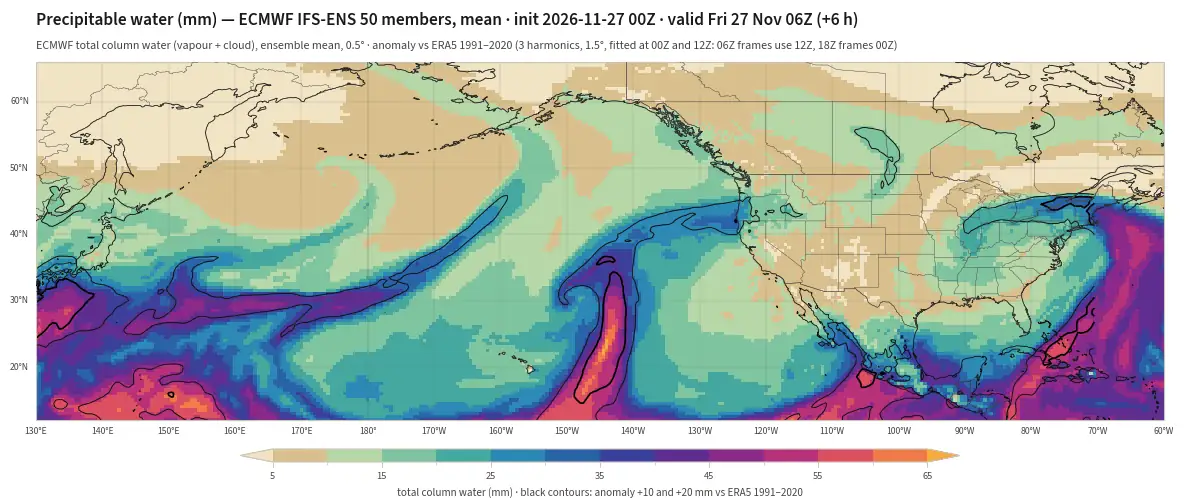 Precipitable water (mm) — ECMWF IFS-ENS 50 members, mean · init 2026-11-27 00Z · valid Fri 27 Nov 06Z (+6 h)
ECMWF total column water (vapour + cloud), ensemble mean, 0.5° · anomaly vs ERA5 1991–2020 (3 harmonics, 1.5°, fitted at 00Z and 12Z: 06Z frames use 12Z, 18Z frames 00Z)
60°N
50°N
40°N
30°N
20°N
130°E 140°E 150°E 160°E 170°E 180° 170°W 160°W 150°W 140°W 130°W 120°W 110°W 100°W 90°W 80°W 70°W 60°W
5 15 25 35 45 55 65
total column water (mm) · black contours: anomaly +10 and +20 mm vs ERA5 1991–2020